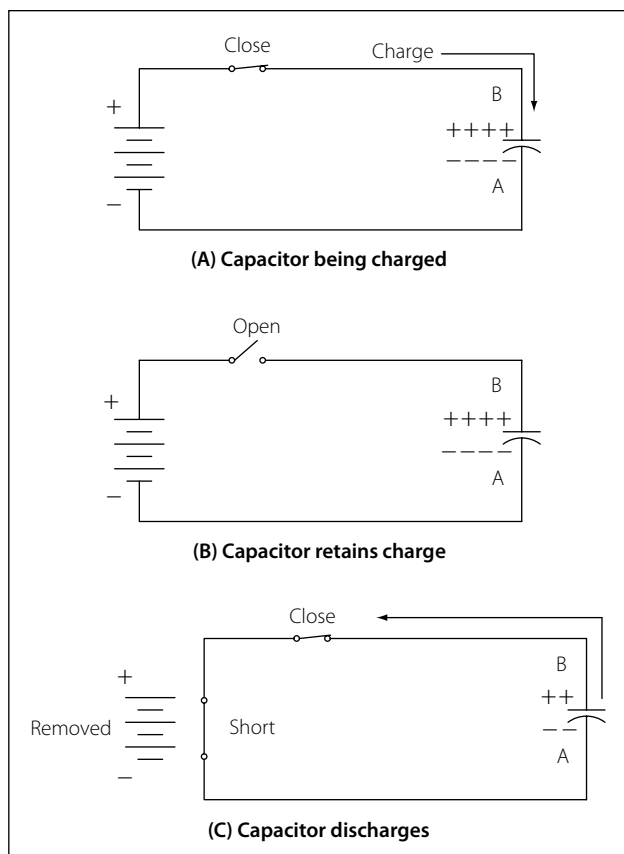 Close
Charge
B
+
++++
−−−−
−
A
(A) Capacitor being charged
Open
B
+
++++
−−−−
−
A
(B) Capacitor retains charge
Close
B
+
++
Removed
Short
−−
A
−
(C) Capacitor discharges